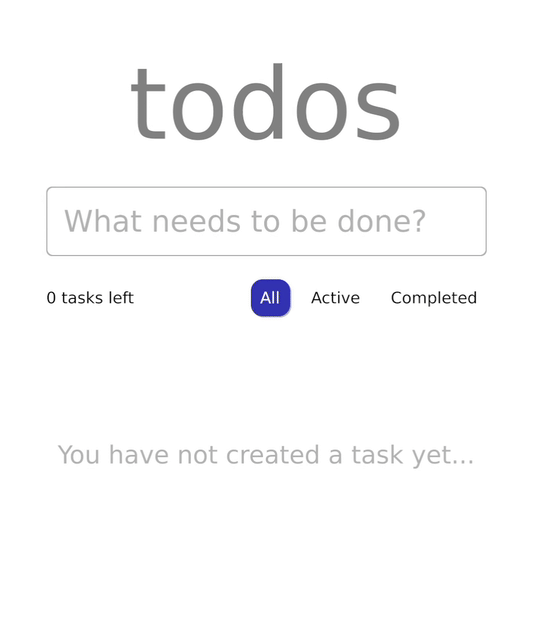 todos
What needs to be done?
0 tasks left All Active Completed
You have not created a task yet...